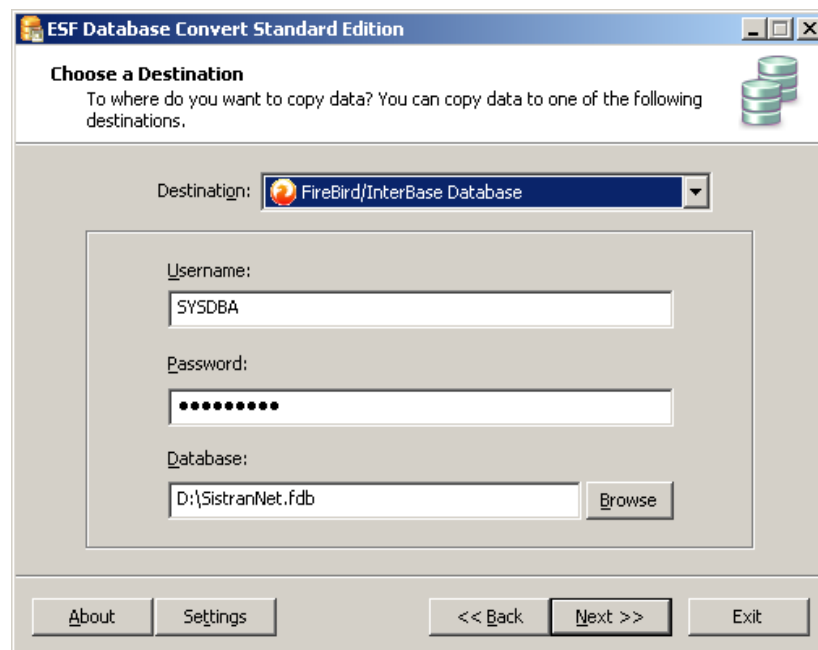 ESF Database Convert Standard Edition
Choose a Destination
To where do you want to copy data? You can copy data to one of the following
destinations.
Destination: FireBird/InterBase Database
Username:
SYSDBA
Password:
●●●●●●●●●
Database:
D:\SistranNet.fdb Browse
About Settings << Back Next >> Exit